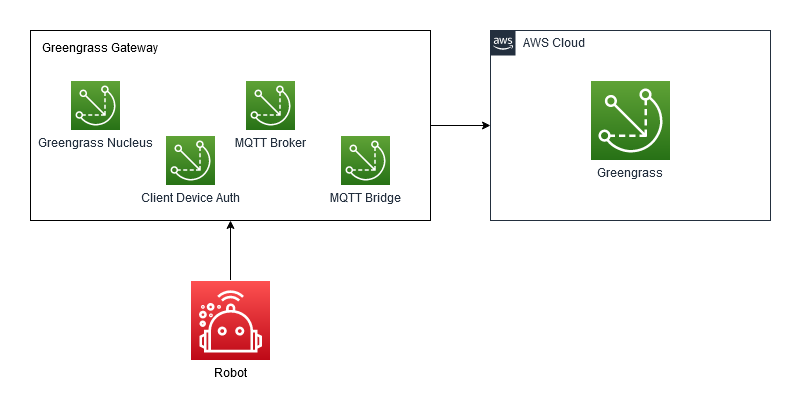 Greengrass Gateway
aws
AWS Cloud
Greengrass Nucleus
MQTT Broker
Client Device Auth
MQTT Bridge
Greengrass
Robot